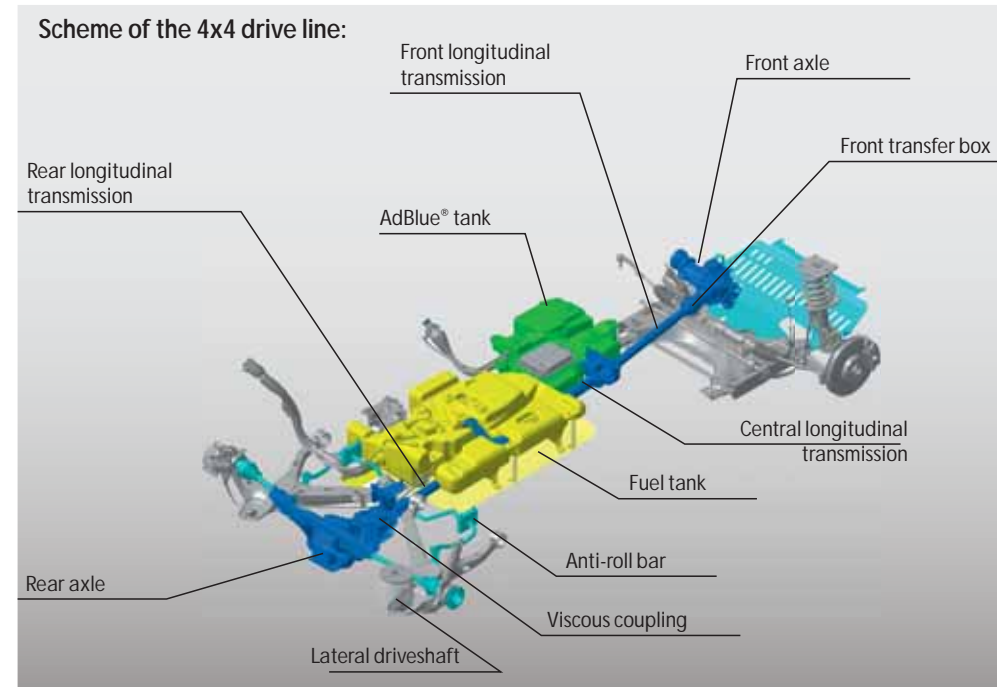 Scheme of the 4x4 drive line:
Front longitudinal
transmission
Front axle
Front transfer box
Rear longitudinal
transmission
AdBlue® tank
Central longitudinal
transmission
Fuel tank
Anti-roll bar
Rear axle
Viscous coupling
Lateral driveshaft